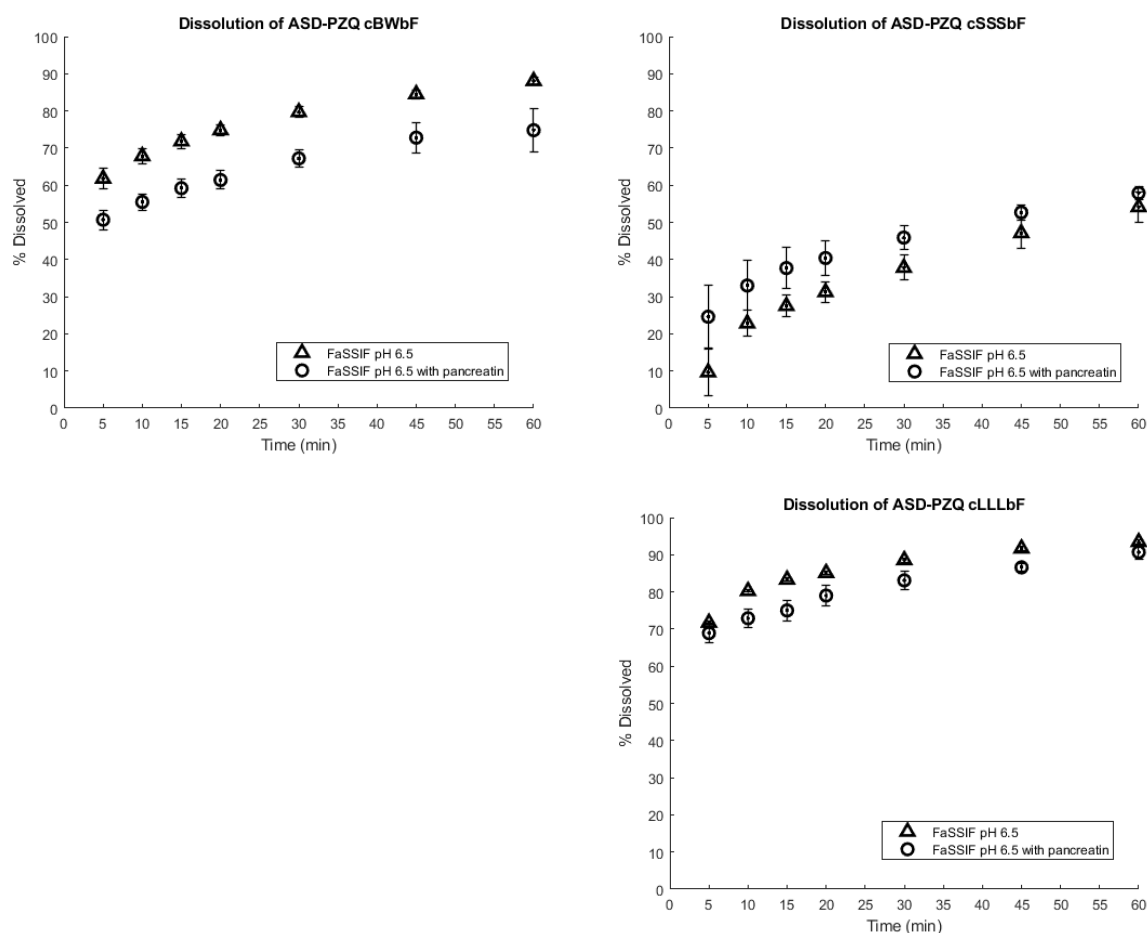 Dissolution of ASD-PZQ cBWbF
100
90
80
70
60
50
40
30
20
10
0
% Dissolved
FaSSIF pH 6.5
FaSSIF pH 6.5 with pancreatin
0 5 10 15 20 25 30 35 40 45 50 55 60
Time (min)
Dissolution of ASD-PZQ cSSSbF
100
90
80
70
60
50
40
30
20
10
0
% Dissolved
FaSSIF pH 6.5
FaSSIF pH 6.5 with pancreatin
0 5 10 15 20 25 30 35 40 45 50 55 60
Time (min)
Dissolution of ASD-PZQ cLLLbF
100
90
80
70
60
50
40
30
20
10
0
% Dissolved
FaSSIF pH 6.5
FaSSIF pH 6.5 with pancreatin
0 5 10 15 20 25 30 35 40 45 50 55 60
Time (min)